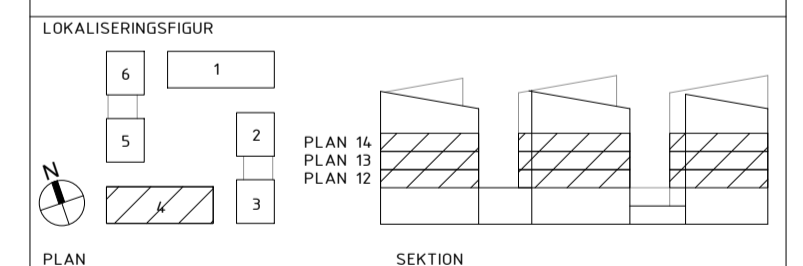 LOKALISERINGSFIGUR
6
1
5
2
PLAN 14
PLAN 13
PLAN 12
N
4
3
PLAN
SEKTION